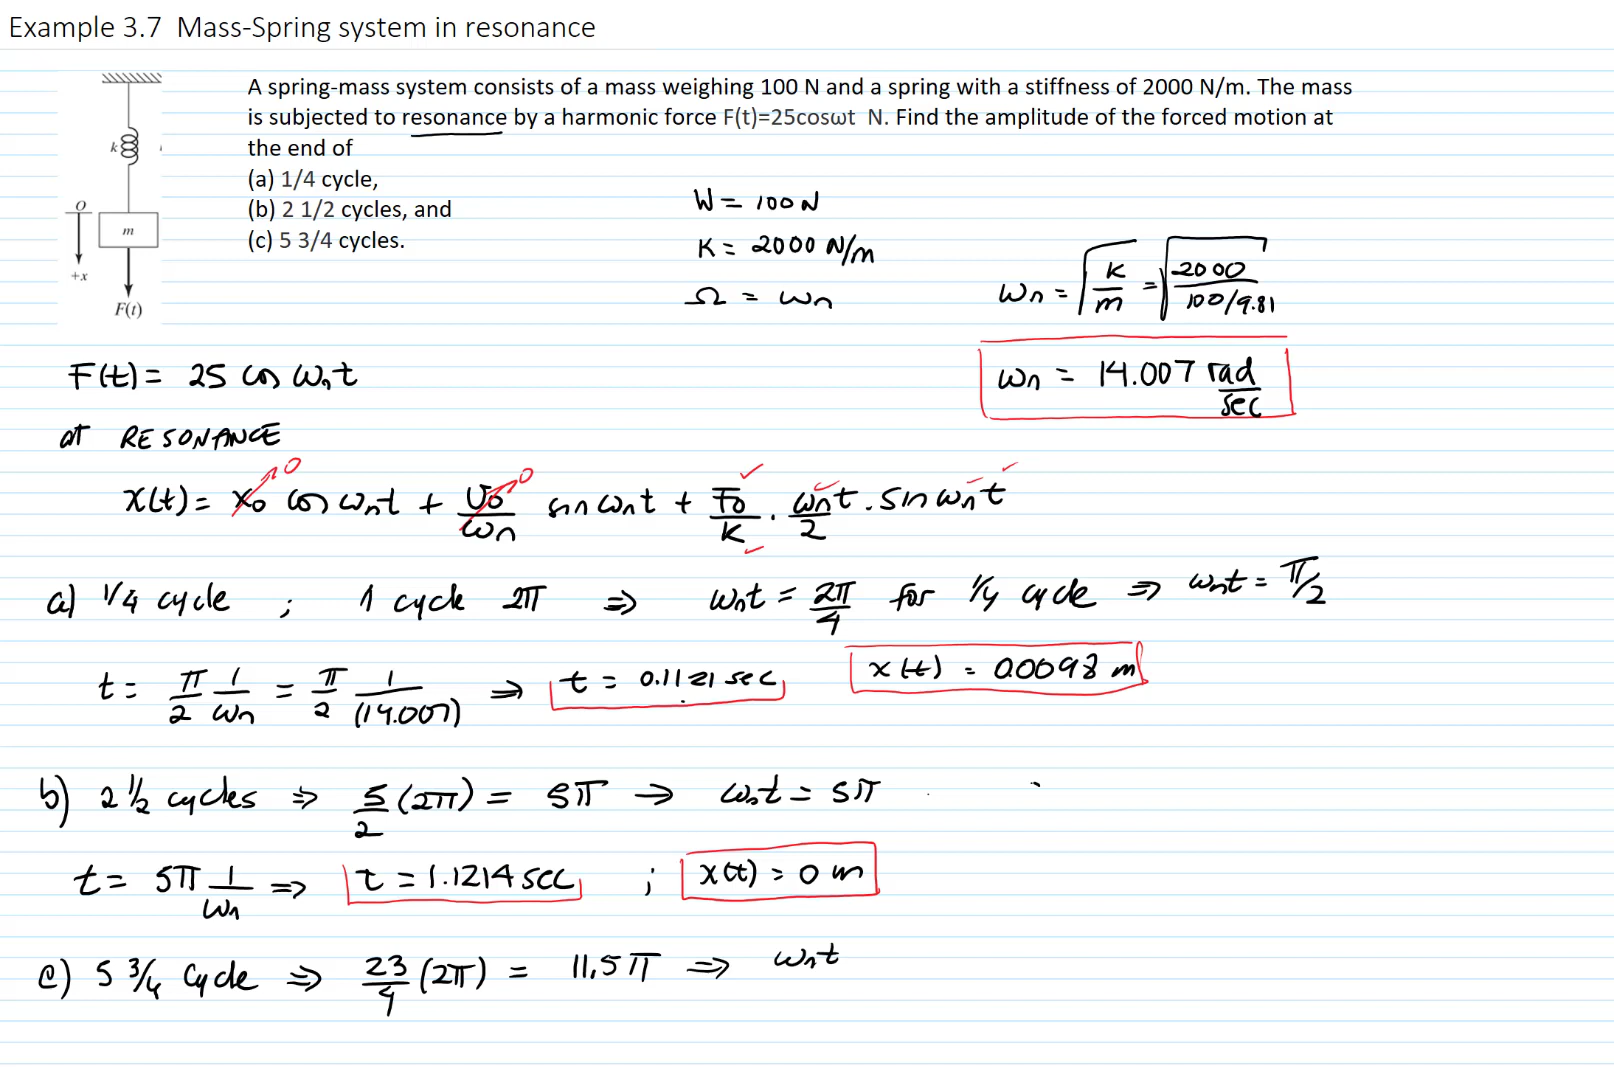 Example 3.7 Mass-Spring system in resonance
A spring-mass system consists of a mass weighing 100 N and a spring with a stiffness of 2000 N/m. The mass
is subjected to resonance by a harmonic force F(t)=25cosωt N. Find the amplitude of the forced motion at
the end of
(a) 1/4 cycle,
(b) 2 1/2 cycles, and
(c) 5 3/4 cycles.
k
O
m
+x
F(t)
W = 100 N
K = 2000 N/m
Ω = ωn
ωn = √(K/m) = √(2000/(100/9.81))
ωn = 14.007 rad/sec
F(t) = 25 cos ωnt
at RESONANCE
x(t) = x0 →0 cos ωnt + U0/ωn →0 sin ωnt + F0/K . ωnt/2 . sin ωnt
a) 1/4 cycle ; 1 cycle 2π ⇒ ωnt = 2π/4 for 1/4 cycle ⇒ ωnt = π/2
t = π/2 1/ωn = π/2 1/(14.007) ⇒ t = 0.1121 sec x(t) = 0.0098 m
b) 2 1/2 cycles ⇒ 5/2 (2π) = 5π → ωnt = 5π
t = 5π 1/ωn ⇒ t = 1.1214 sec ; x(t) = 0 m
c) 5 3/4 cycle ⇒ 23/4 (2π) = 11,5 π ⇒ ωnt